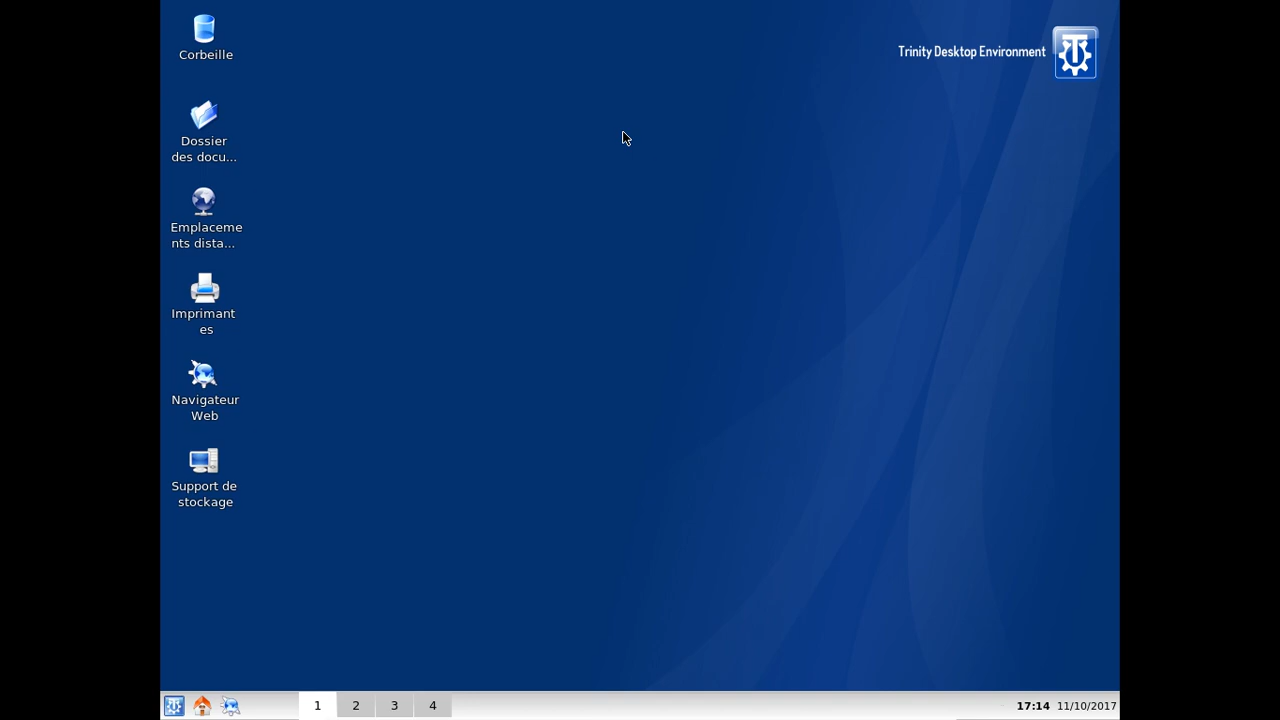 Corbeille
Trinity Desktop Environment
Dossier
des docu...
Emplaceme
nts dista...
Imprimant
es
Navigateur
Web
Support de
stockage
1 2 3 4 17:14 11/10/2017